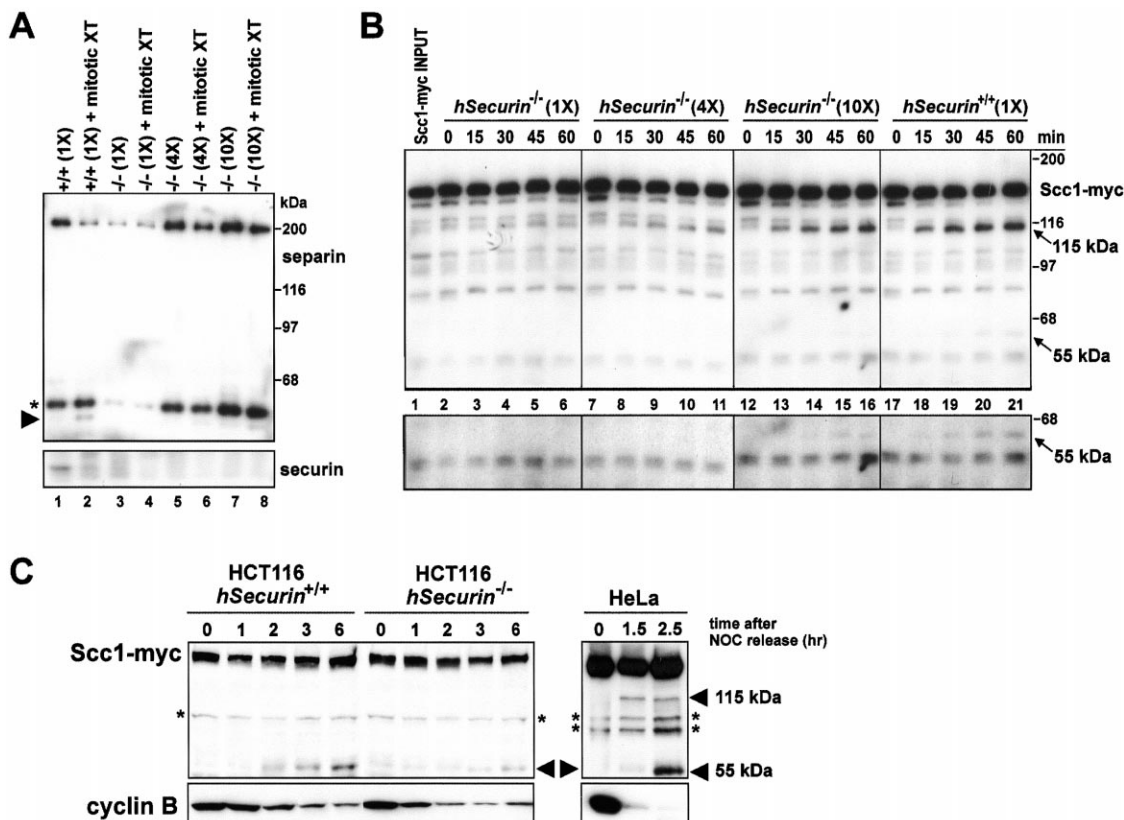 A
+/+ (1X)
+/+ (1X) + mitotic XT
-/- (1X)
-/- (1X) + mitotic XT
-/- (4X)
-/- (4X) + mitotic XT
-/- (10X)
-/- (10X) + mitotic XT
kDa
-200
separin
-116
-97
-68
*
securin
1 2 3 4 5 6 7 8
B
Scc1-myc INPUT
hSecurin-/-(1X) hSecurin-/-(4X) hSecurin-/-(10X) hSecurin+/+(1X)
0 15 30 45 60 0 15 30 45 60 0 15 30 45 60 0 15 30 45 60 min
-200
Scc1-myc
-116
115 kDa
-97
-68
55 kDa
1 2 3 4 5 6 7 8 9 10 11 12 13 14 15 16 17 18 19 20 21
-68
55 kDa
C
HCT116 HCT116
hSecurin+/+ hSecurin-/- HeLa
0 1 2 3 6 0 1 2 3 6 0 1.5 2.5 time after
NOC release (hr)
Scc1-myc
115 kDa
* * * *
* *
55 kDa
cyclin B